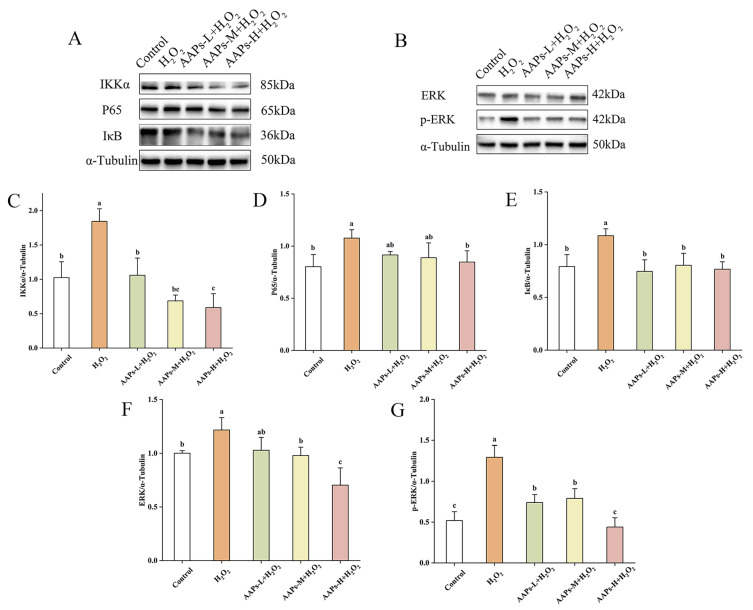 A
Control
H2O2
AAPs-L+H2O2
AAPs-M+H2O2
AAPs-H+H2O2
IKKα 85kDa
P65 65kDa
IκB 36kDa
α-Tubulin 50kDa
B
Control
H2O2
AAPs-L+H2O2
AAPs-M+H2O2
AAPs-H+H2O2
ERK 42kDa
p-ERK 42kDa
α-Tubulin 50kDa
C
IKKα/α-Tubulin
2.0
1.5
1.0
0.5
0.0
b a b bc c
Control H2O2 AAPs-L+H2O2 AAPs-M+H2O2 AAPs-H+H2O2
D
P65/α-Tubulin
1.5
1.0
0.5
0.0
b a ab ab b
Control H2O2 AAPs-L+H2O2 AAPs-M+H2O2 AAPs-H+H2O2
E
IκB/α-Tubulin
1.5
1.0
0.5
0.0
b a b b b
Control H2O2 AAPs-L+H2O2 AAPs-M+H2O2 AAPs-H+H2O2
F
ERK/α-Tubulin
1.5
1.0
0.5
0.0
b a ab b c
Control H2O2 AAPs-L+H2O2 AAPs-M+H2O2 AAPs-H+H2O2
G
p-ERK/α-Tubulin
2.0
1.5
1.0
0.5
0.0
c a b b c
Control H2O2 AAPs-L+H2O2 AAPs-M+H2O2 AAPs-H+H2O2